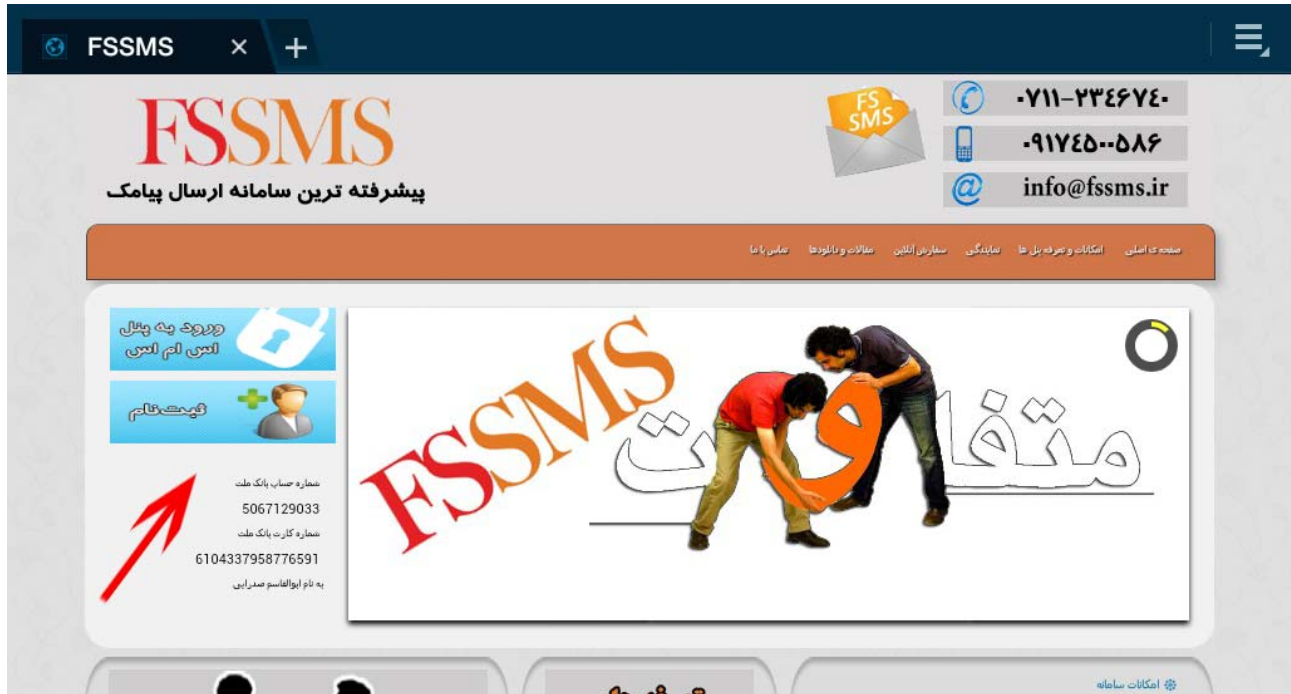 FSSMS
FSSMS
پیشرفته ترین سامانه ارسال پیامک
FS
SMS
۰۷۱۱-۲۳۴۶۷۴۰
۰۹۱۷۴۵۰۰۵۸۶
info@fssms.ir
صفحه ی اصلی امکانات و تعرفه پنل ها نمایندگی سفارش آنلاین مقالات و دانلودها تماس با ما
ورود به پنل
اس ام اس
ثبت نام
شماره حساب بانک ملت
5067129033
شماره کارت بانک ملت
6104337958776591
به نام ابوالقاسم صدرایی
FSSMS
متفاوت
امکانات سامانه